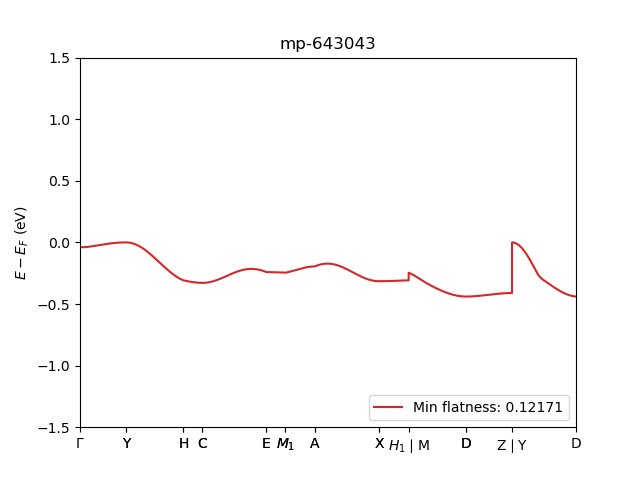 mp-643043
E − E_F (eV)
1.5
1.0
0.5
0.0
−0.5
−1.0
−1.5
Min flatness: 0.12171
Γ Y H C E M_1 A X H_1 | M D Z | Y D